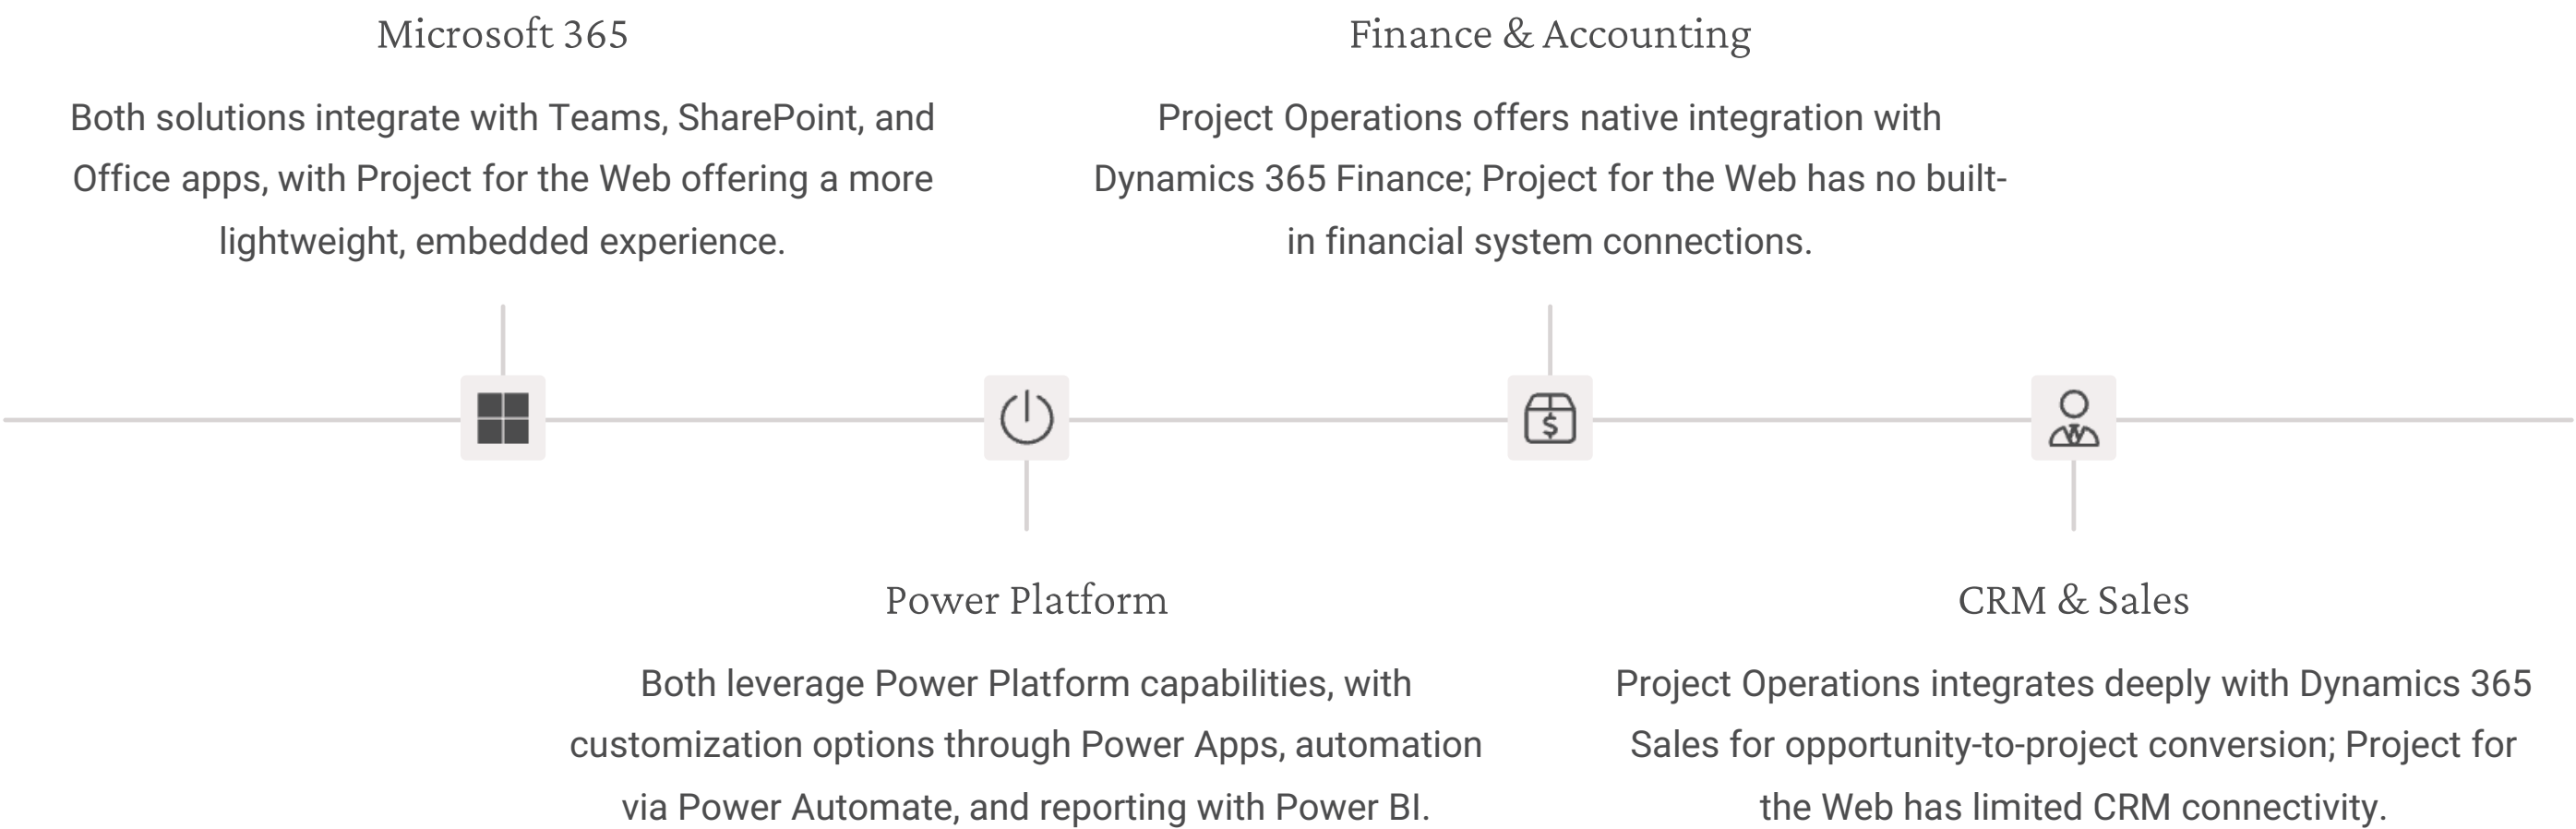 Microsoft 365
Both solutions integrate with Teams, SharePoint, and
Office apps, with Project for the Web offering a more
lightweight, embedded experience.
Finance & Accounting
Project Operations offers native integration with
Dynamics 365 Finance; Project for the Web has no built-
in financial system connections.
Power Platform
Both leverage Power Platform capabilities, with
customization options through Power Apps, automation
via Power Automate, and reporting with Power BI.
CRM & Sales
Project Operations integrates deeply with Dynamics 365
Sales for opportunity-to-project conversion; Project for
the Web has limited CRM connectivity.